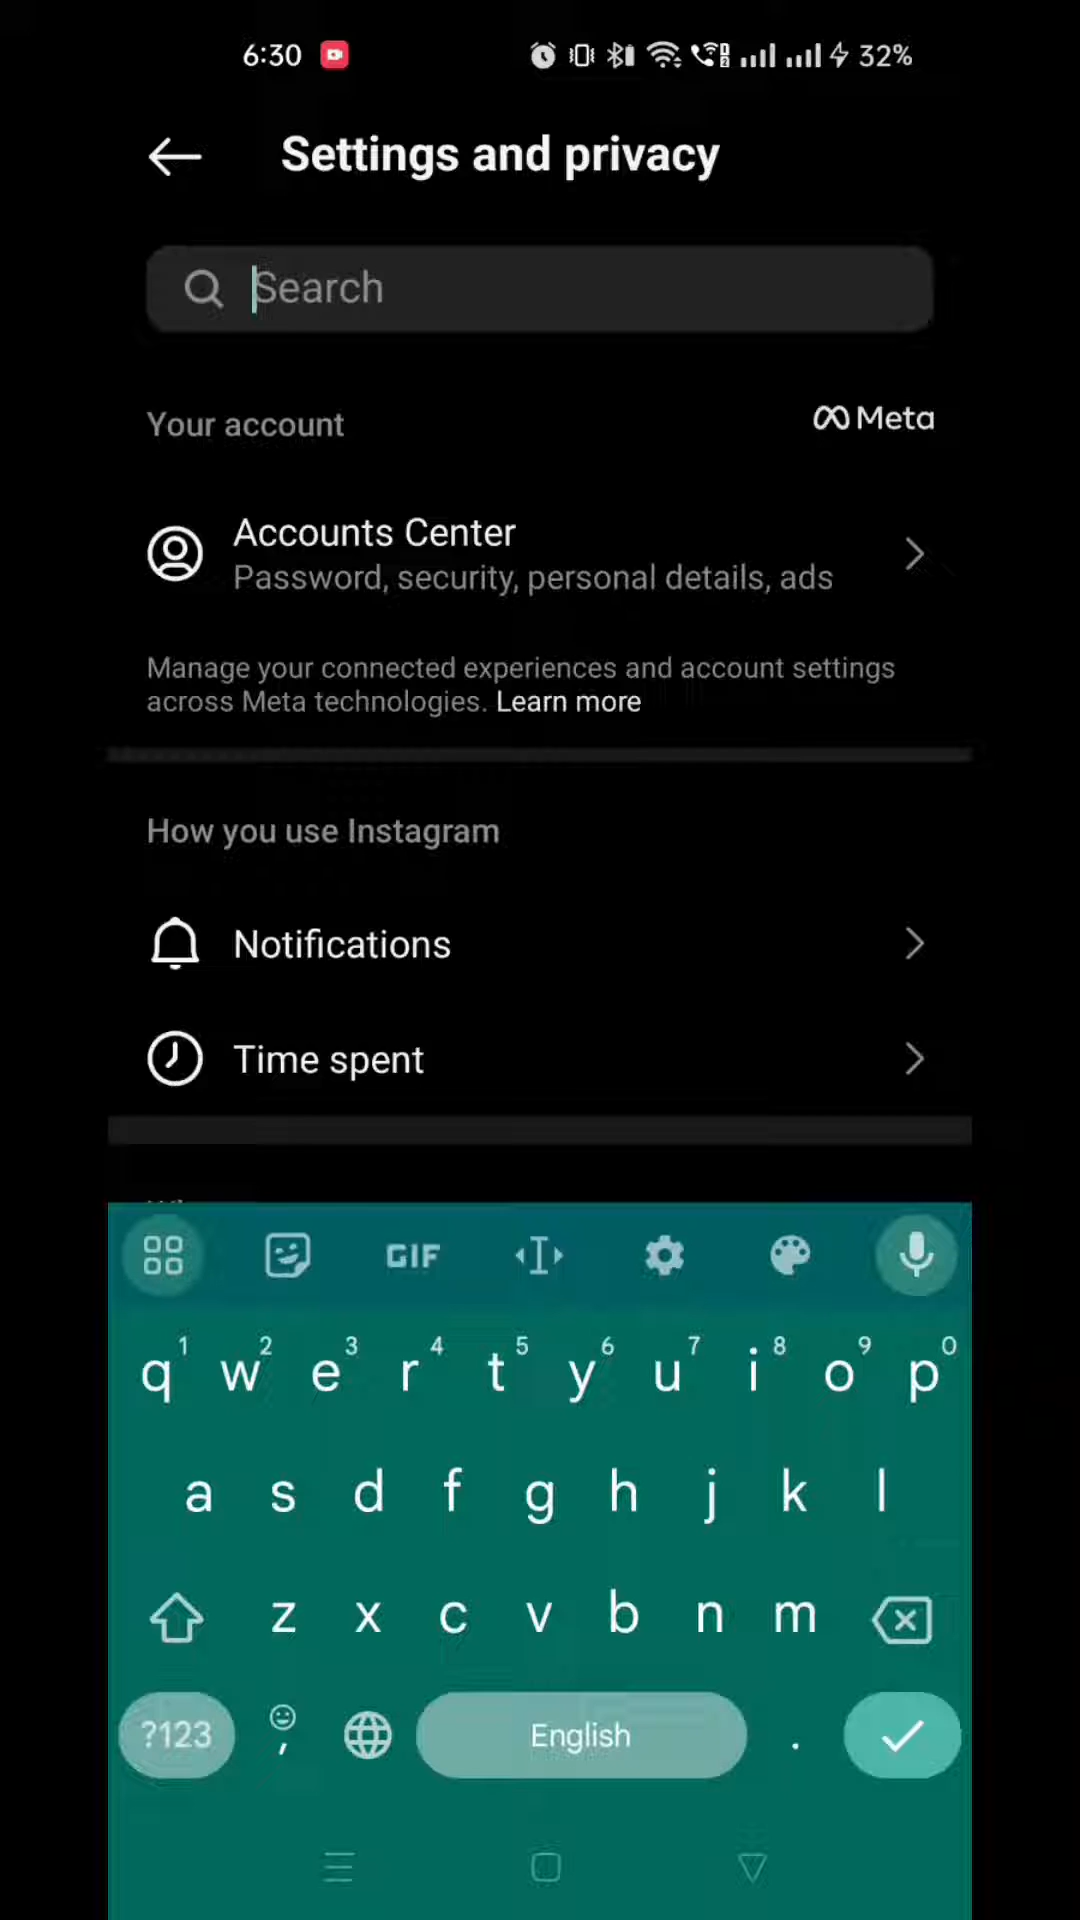 6:30 32%
Settings and privacy
Search
Your account Meta
Accounts Center
Password, security, personal details, ads
Manage your connected experiences and account settings
across Meta technologies. Learn more
How you use Instagram
Notifications
Time spent
GIF
1 2 3 4 5 6 7 8 9 0
q w e r t y u i o p
a s d f g h j k l
z x c v b n m
?123 , English .